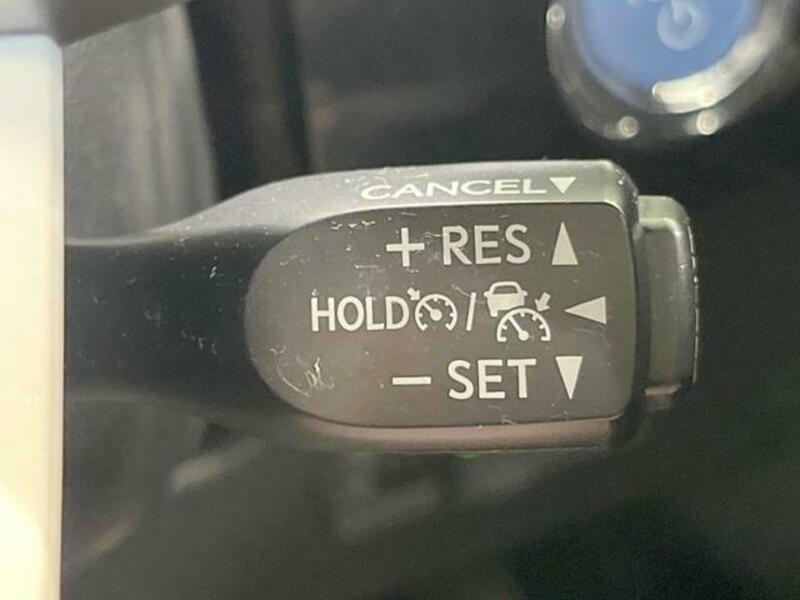 CANCEL
+ RES
HOLD /
− SET